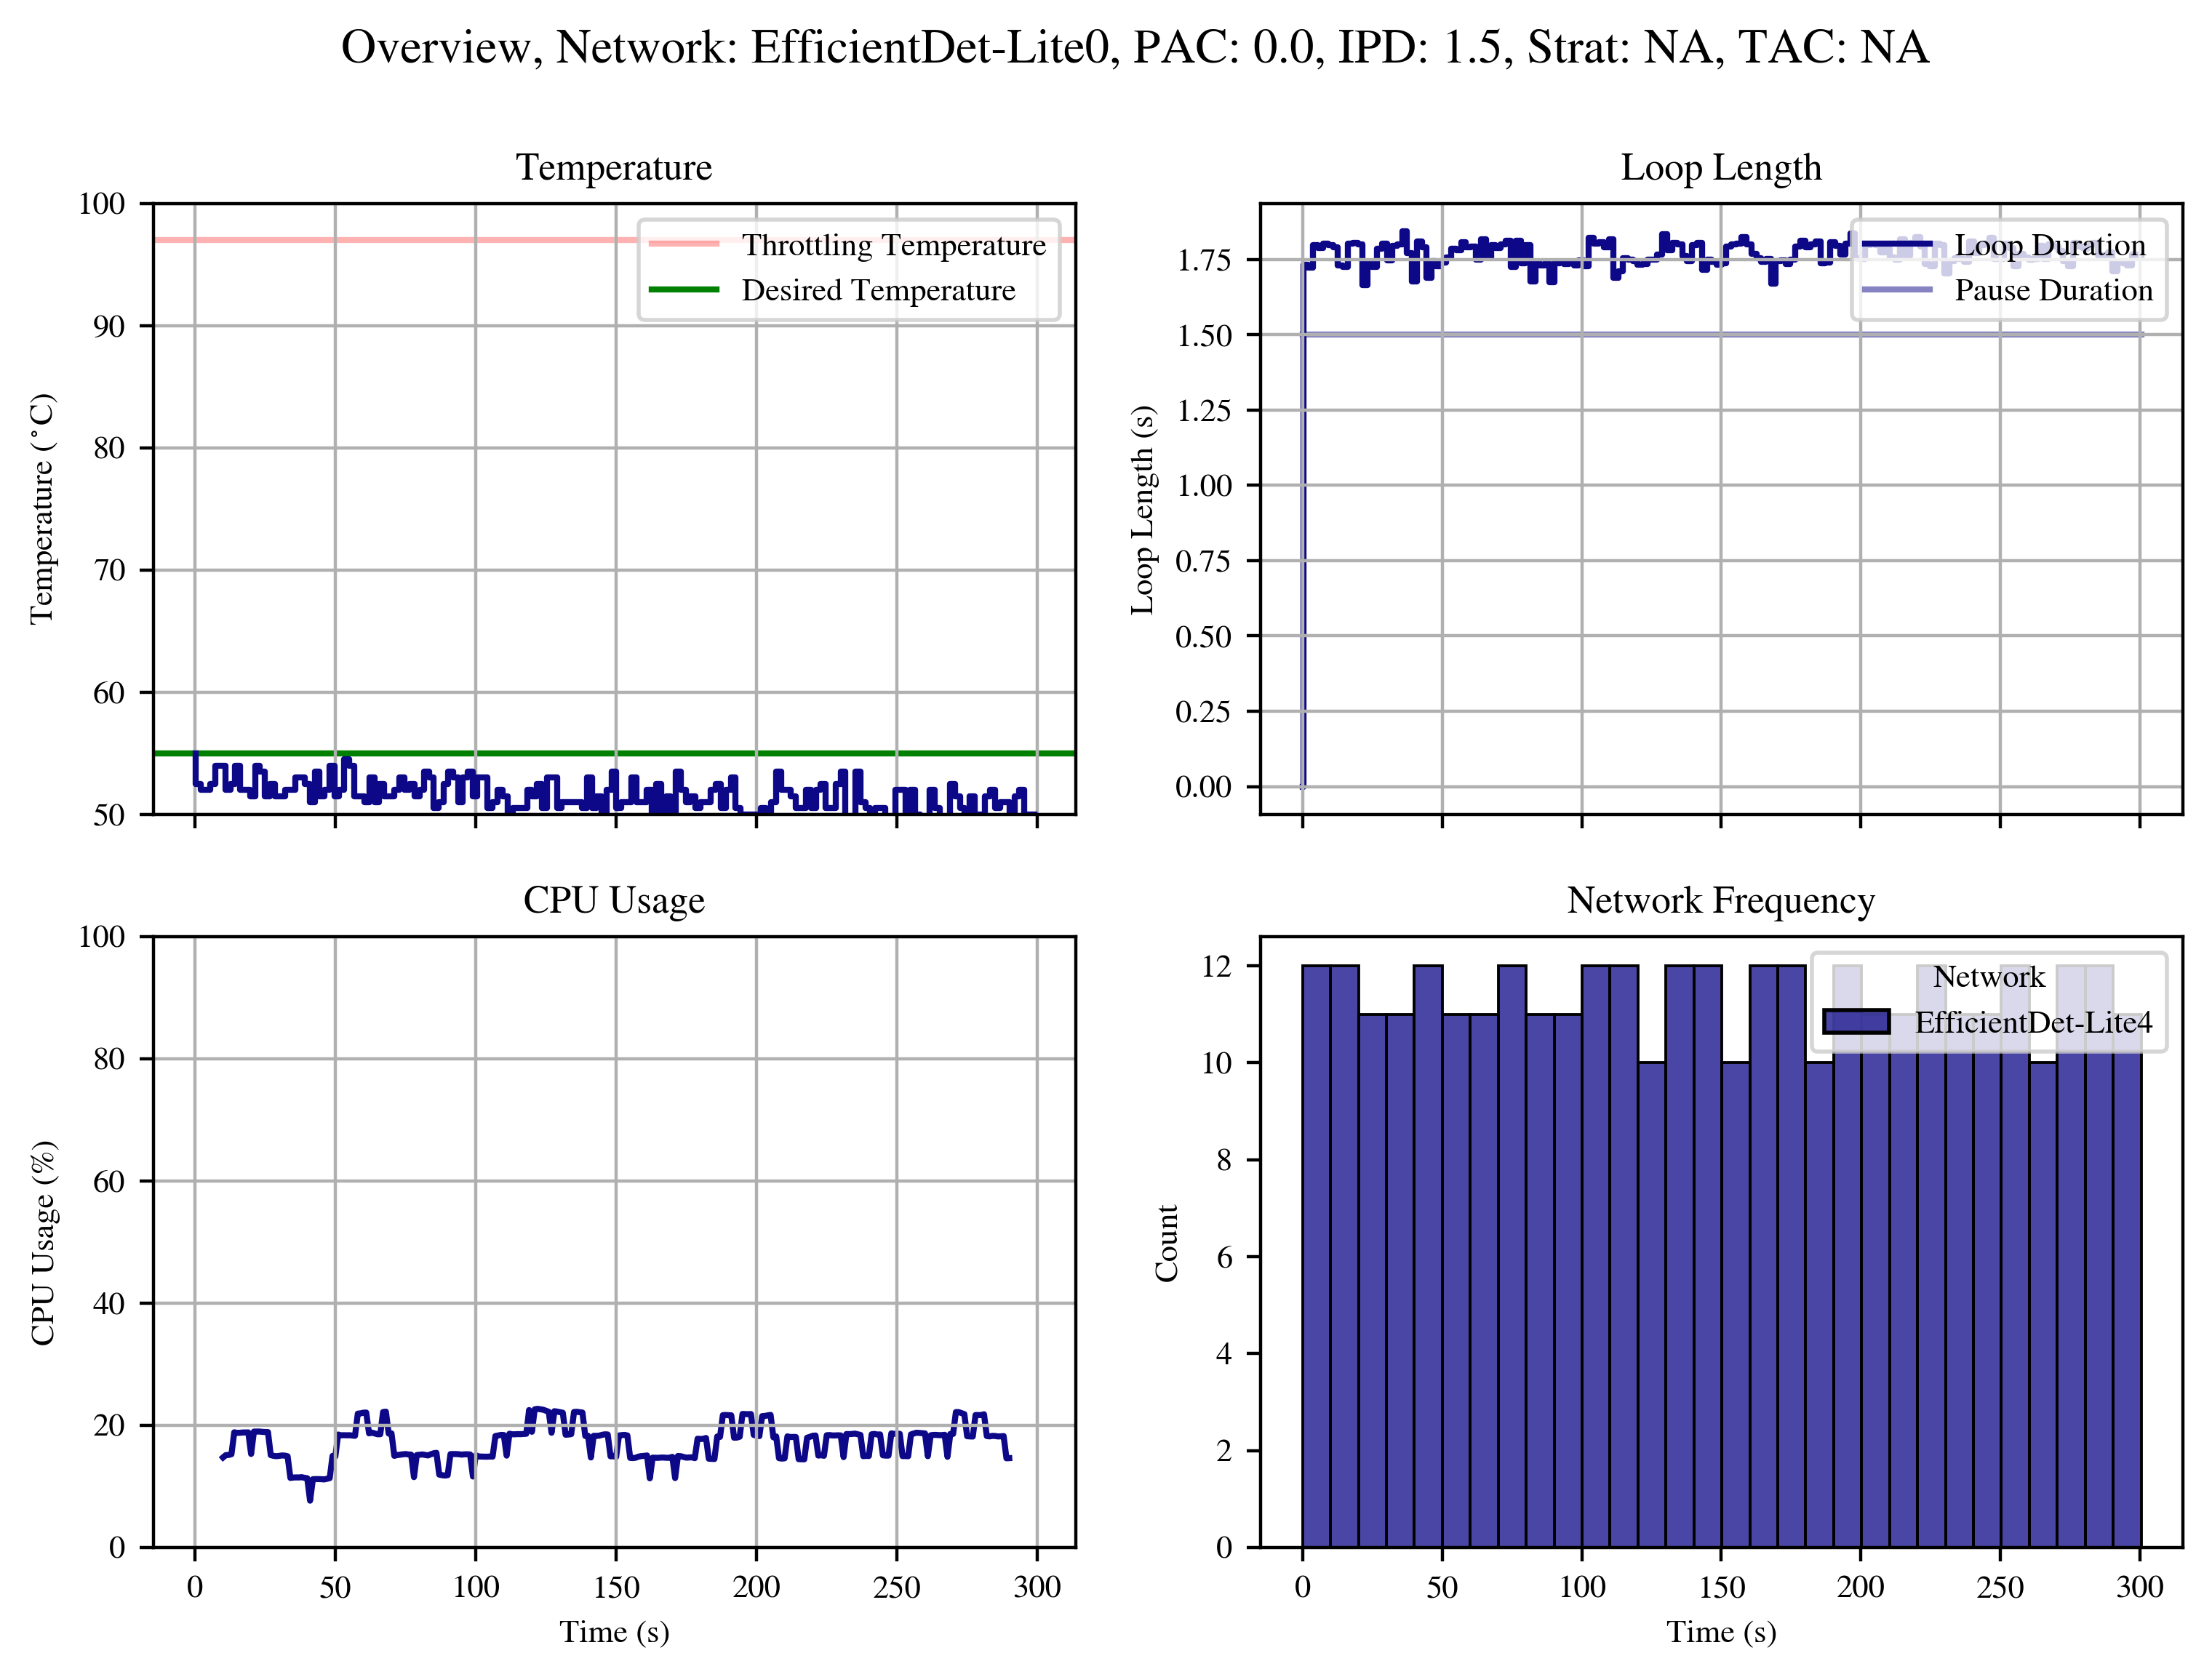 Overview, Network: EfficientDet-Lite0, PAC: 0.0, IPD: 1.5, Strat: NA, TAC: NA
Temperature
100
90
80
70
60
50
Temperature (°C)
Throttling Temperature
Desired Temperature
Loop Length
1.75
1.50
1.25
1.00
0.75
0.50
0.25
0.00
Loop Length (s)
Loop Duration
Pause Duration
CPU Usage
100
80
60
40
20
0
CPU Usage (%)
0 50 100 150 200 250 300
Time (s)
Network Frequency
12
10
8
6
4
2
0
Count
Network
EfficientDet-Lite4
0 50 100 150 200 250 300
Time (s)